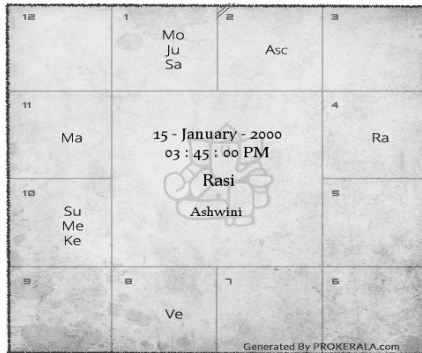 12
1
2
3
Mo
Ju
Sa
Asc
11
Ma
15 - January - 2000
03 : 45 : 00 PM
Rasi
Ashwini
4
Ra
10
Su
Me
Ke
5
9
8
Ve
7
6
Generated By PROKERALA.com